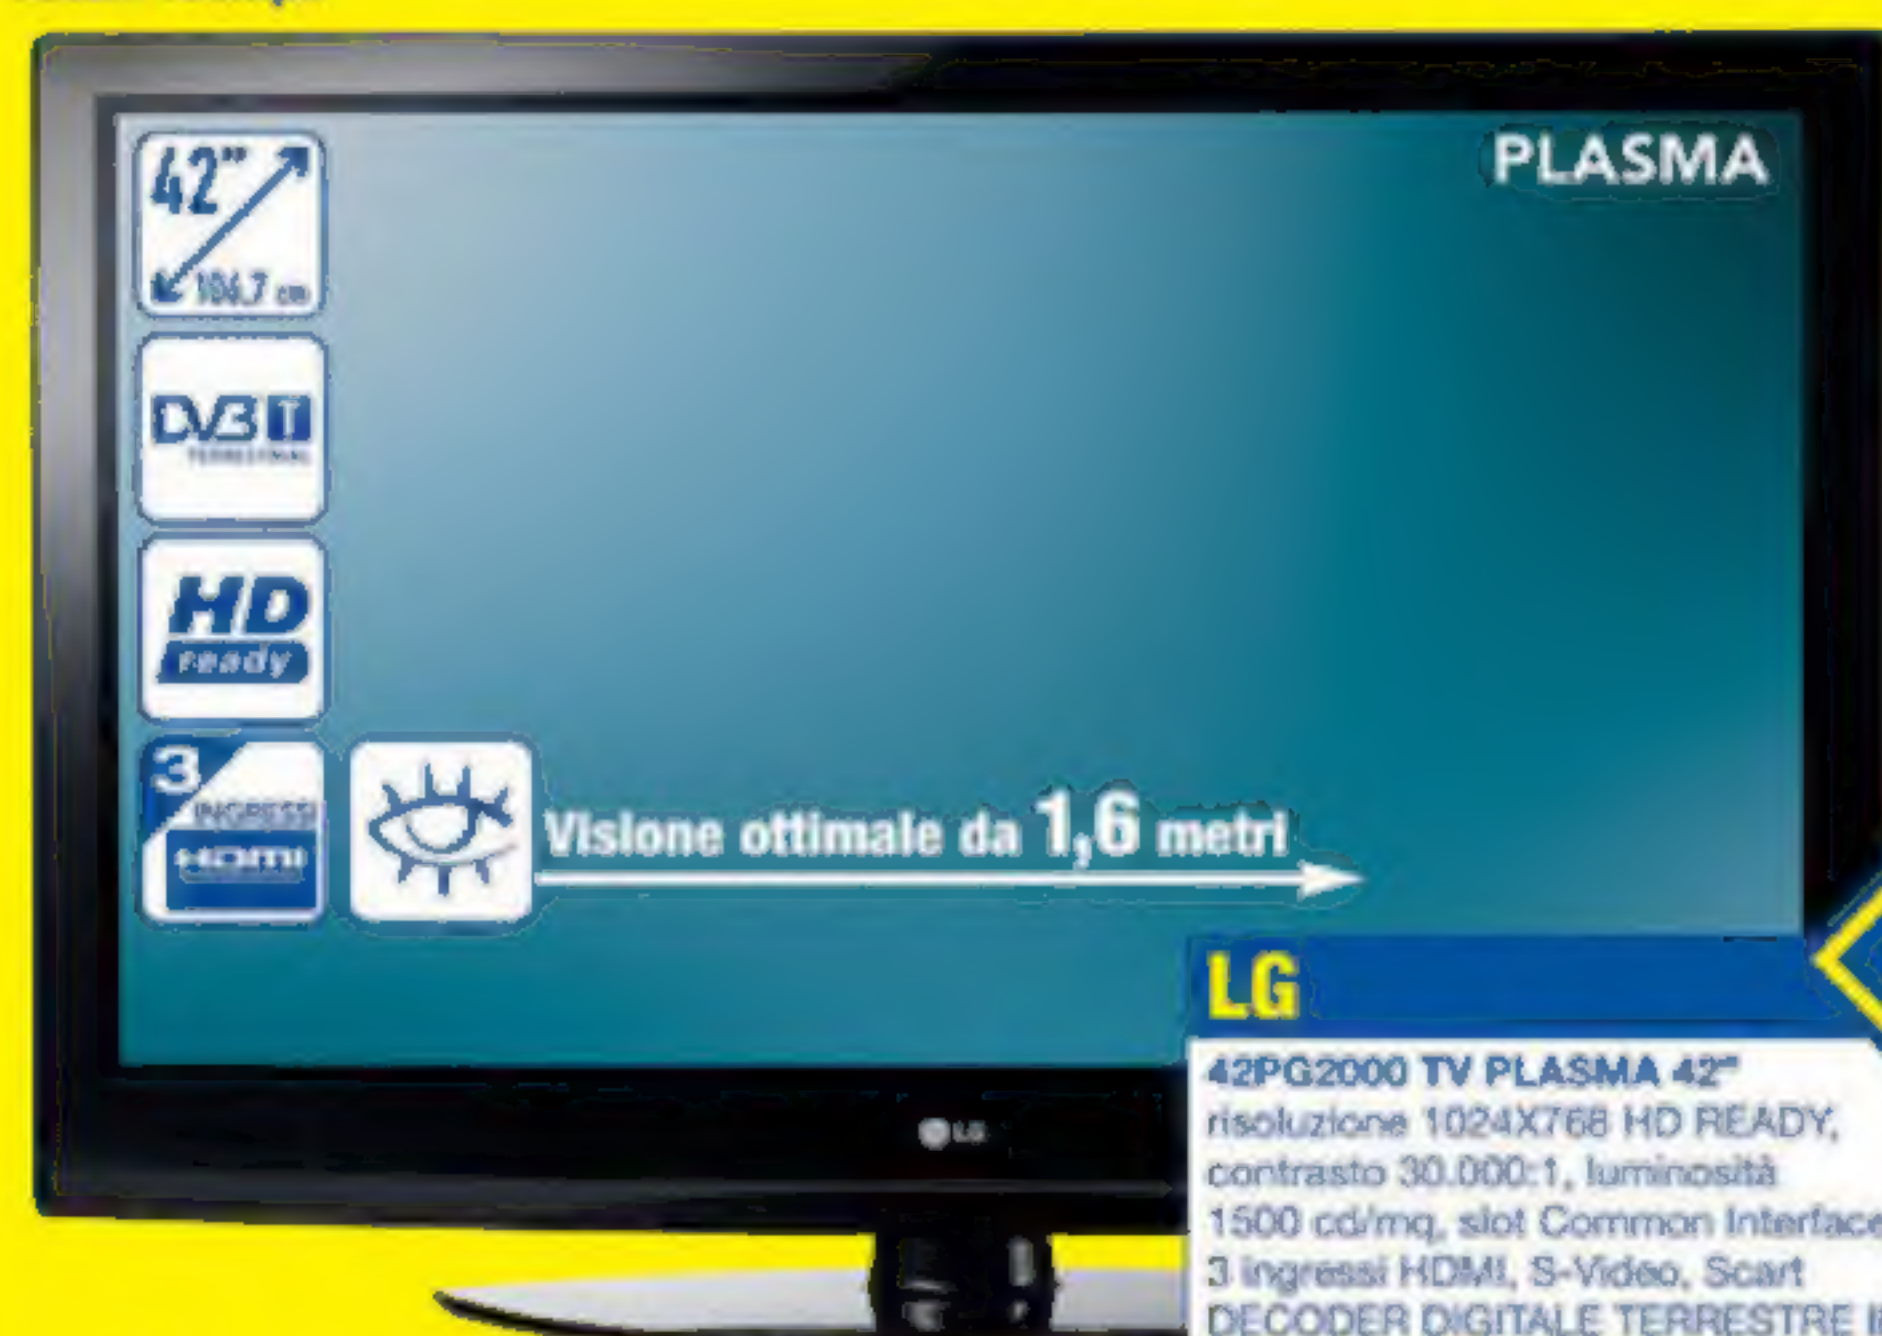 PLASMA
42"
106.7 cm
DVB T
TERRESTRIAL
HD
ready
3
INGRESSI
HDMI
Visione ottimale da 1,6 metri
LG
LG
42PG2000 TV PLASMA 42"
risoluzione 1024X768 HD READY,
contrasto 30.000:1, luminosità
1500 cd/mq, slot Common Interface
3 ingressi HDMI, S-Video, Scart
DECODER DIGITALE TERRESTRE